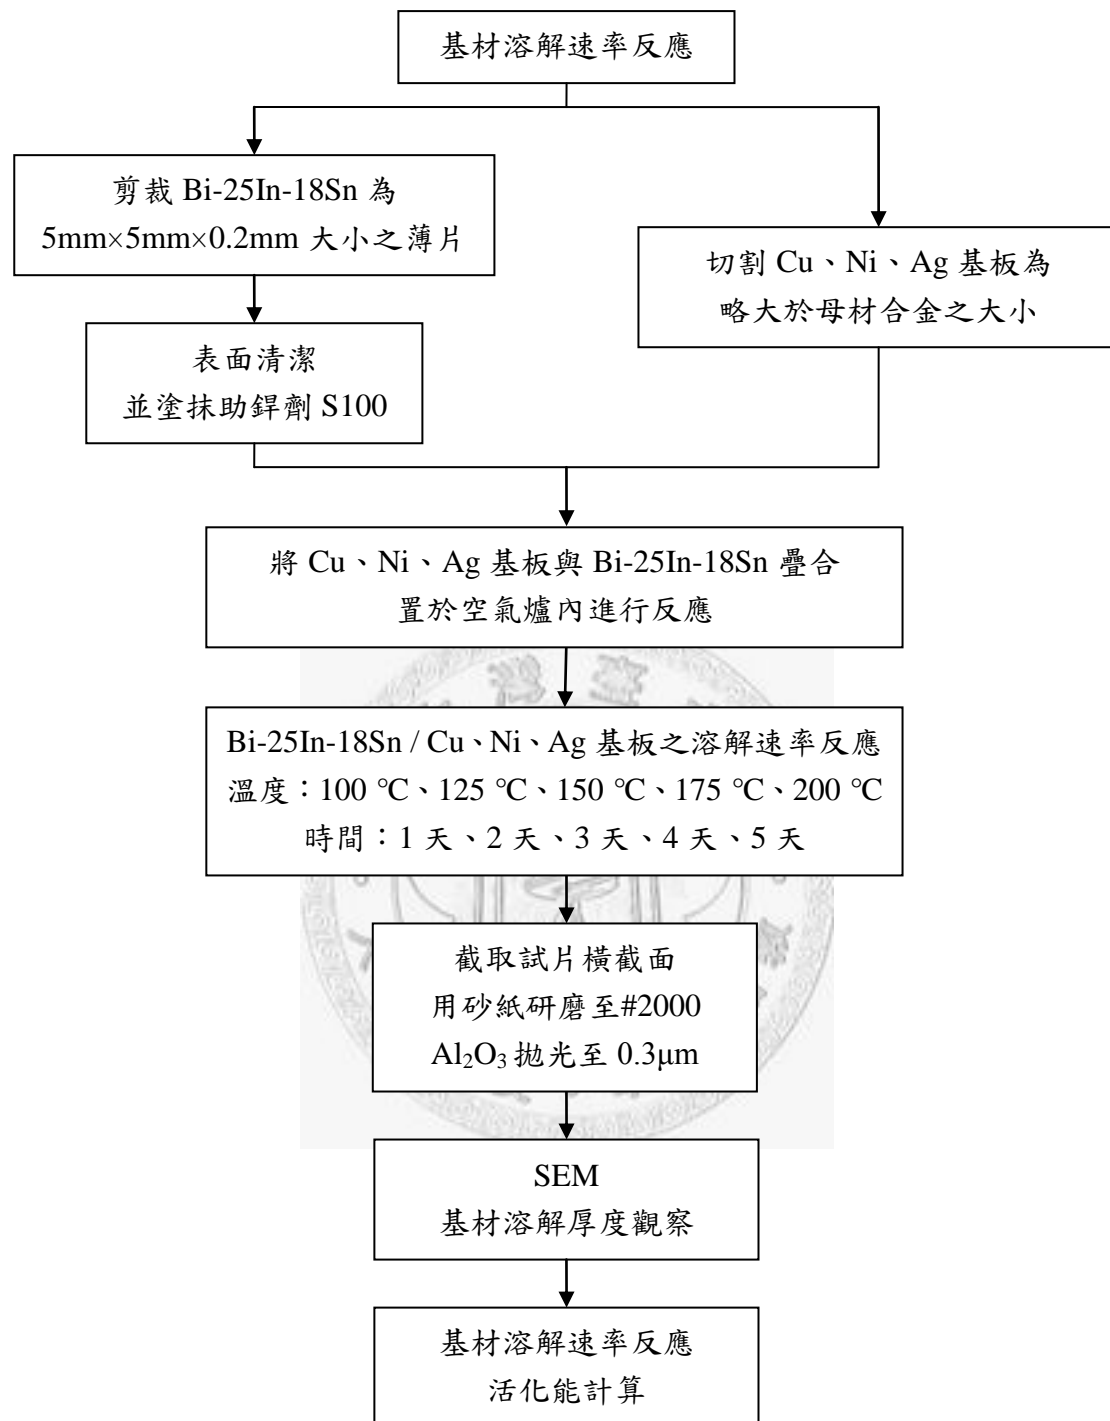 基材溶解速率反應
剪裁 Bi-25In-18Sn 為
5mm×5mm×0.2mm 大小之薄片
切割 Cu、Ni、Ag 基板為
略大於母材合金之大小
表面清潔
並塗抹助銲劑 S100
將 Cu、Ni、Ag 基板與 Bi-25In-18Sn 疊合
置於空氣爐內進行反應
Bi-25In-18Sn / Cu、Ni、Ag 基板之溶解速率反應
溫度：100 ℃、125 ℃、150 ℃、175 ℃、200 ℃
時間：1 天、2 天、3 天、4 天、5 天
截取試片橫截面
用砂紙研磨至#2000
Al₂O₃ 拋光至 0.3μm
SEM
基材溶解厚度觀察
基材溶解速率反應
活化能計算